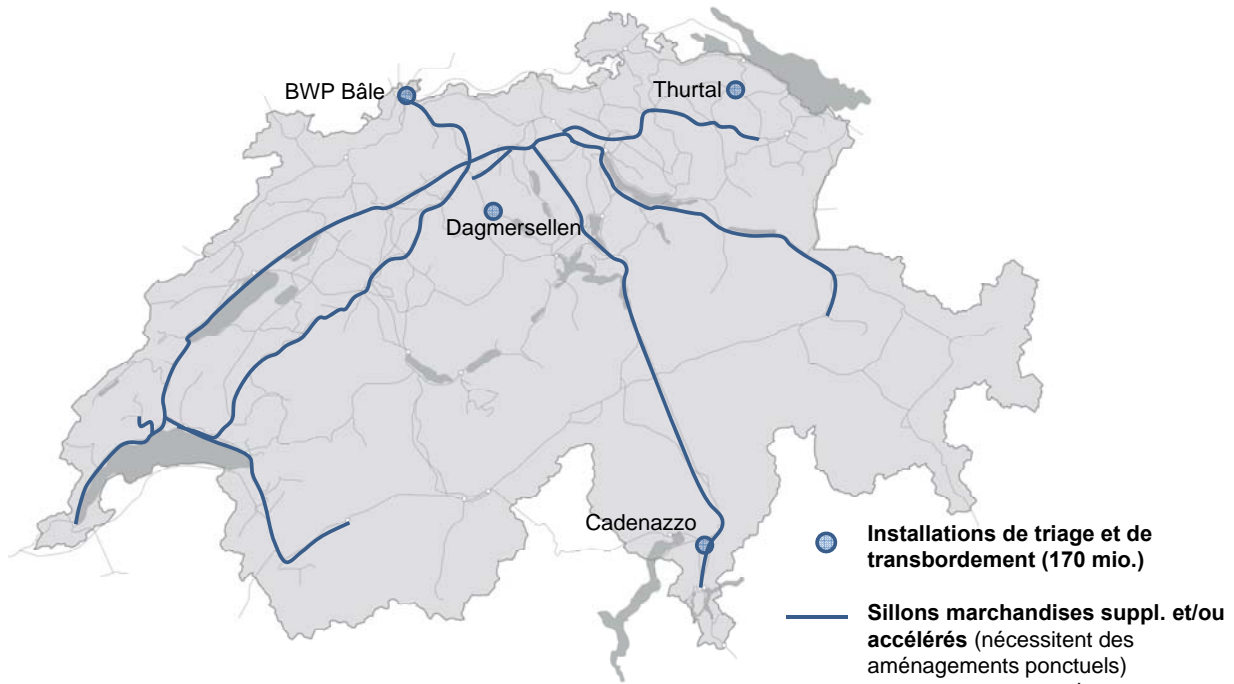 BWP Bâle
Thurtal
Dagmersellen
Cadenazzo
Installations de triage et de
transbordement (170 mio.)
Sillons marchandises suppl. et/ou
accélérés (nécessitent des
aménagements ponctuels)